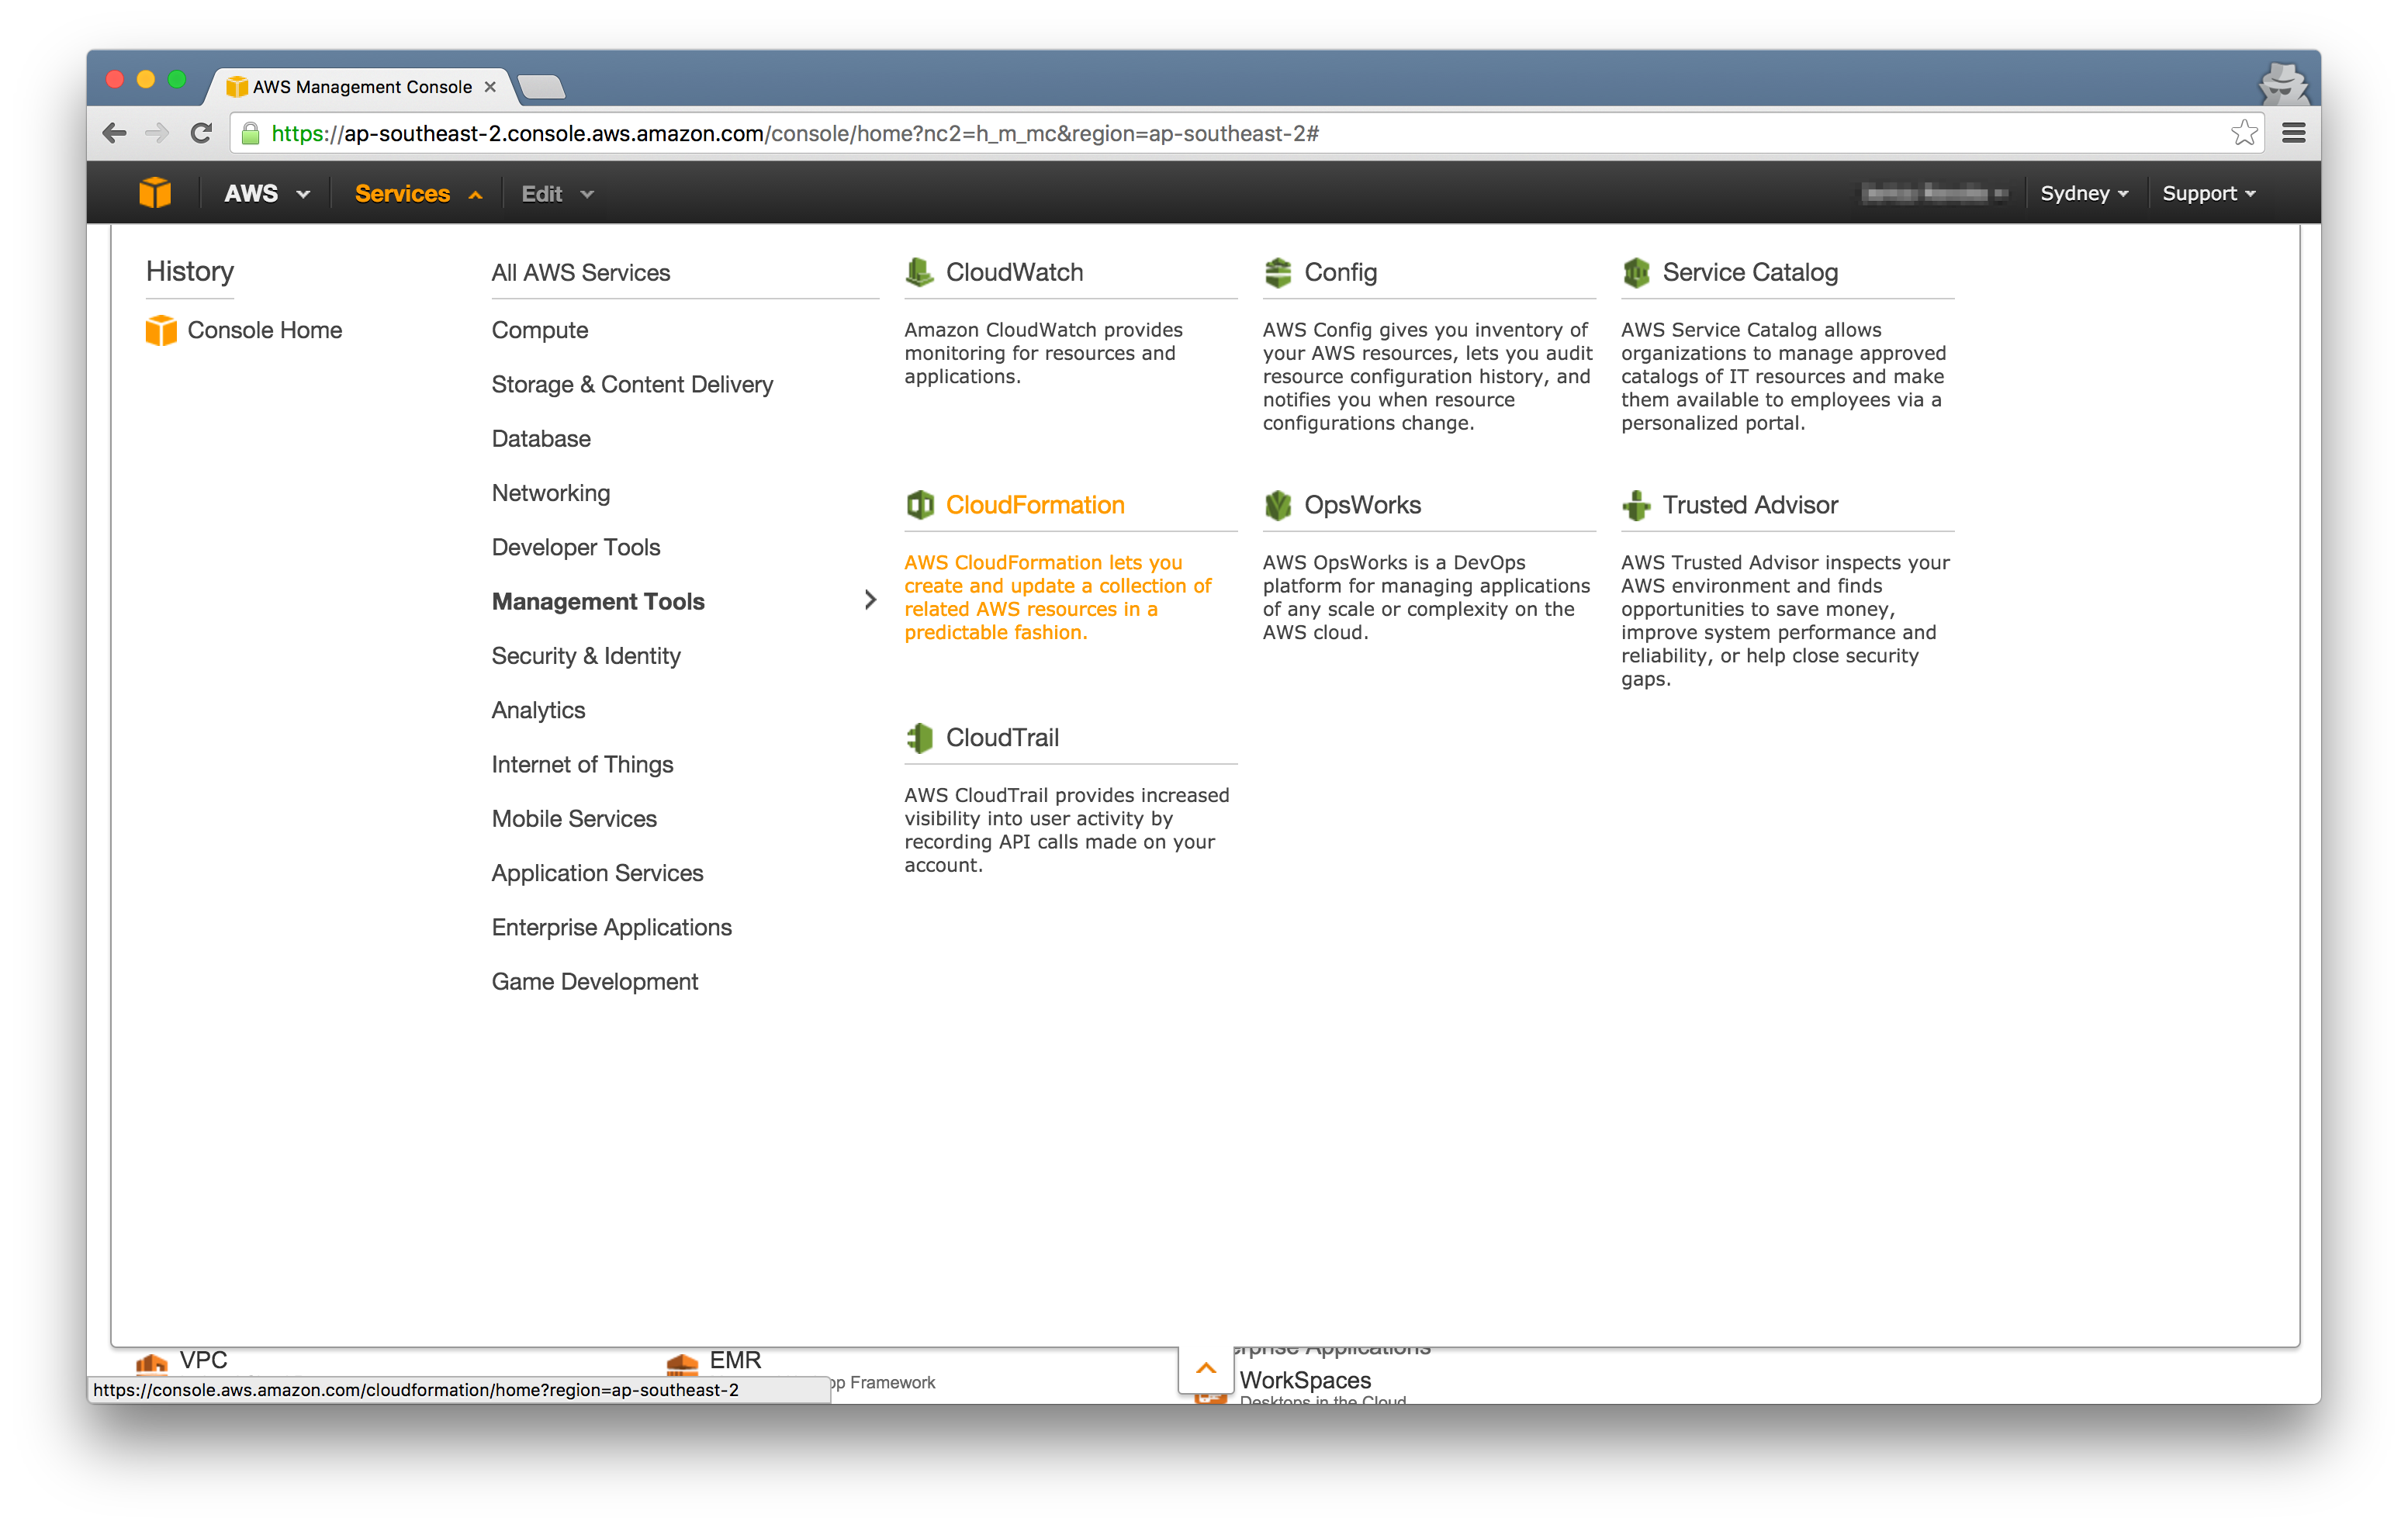 AWS Management Console
https://ap-southeast-2.console.aws.amazon.com/console/home?nc2=h_m_mc&region=ap-southeast-2#
AWS
Services
Edit
Sydney
Support
History
Console Home
All AWS Services
Compute
Storage & Content Delivery
Database
Networking
Developer Tools
Management Tools
Security & Identity
Analytics
Internet of Things
Mobile Services
Application Services
Enterprise Applications
Game Development
CloudWatch
Amazon CloudWatch provides
monitoring for resources and
applications.
Config
AWS Config gives you inventory of
your AWS resources, lets you audit
resource configuration history, and
notifies you when resource
configurations change.
Service Catalog
AWS Service Catalog allows
organizations to manage approved
catalogs of IT resources and make
them available to employees via a
personalized portal.
CloudFormation
AWS CloudFormation lets you
create and update a collection of
related AWS resources in a
predictable fashion.
OpsWorks
AWS OpsWorks is a DevOps
platform for managing applications
of any scale or complexity on the
AWS cloud.
Trusted Advisor
AWS Trusted Advisor inspects your
AWS environment and finds
opportunities to save money,
improve system performance and
reliability, or help close security
gaps.
CloudTrail
AWS CloudTrail provides increased
visibility into user activity by
recording API calls made on your
account.
VPC
EMR
Framework
Applications
WorkSpaces
Desktops in the Cloud
https://console.aws.amazon.com/cloudformation/home?region=ap-southeast-2